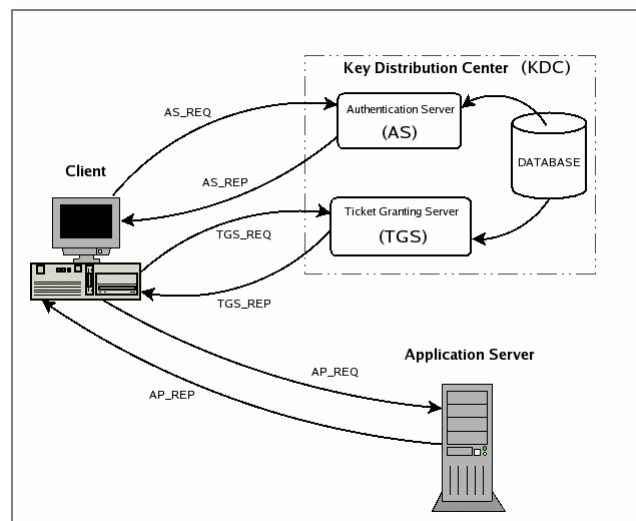 Key Distribution Center (KDC)
Authentication Server
(AS)
AS_REQ
DATABASE
Client
AS_REP
Ticket Granting Server
(TGS)
TGS_REQ
TGS_REP
Application Server
AP_REQ
AP_REP